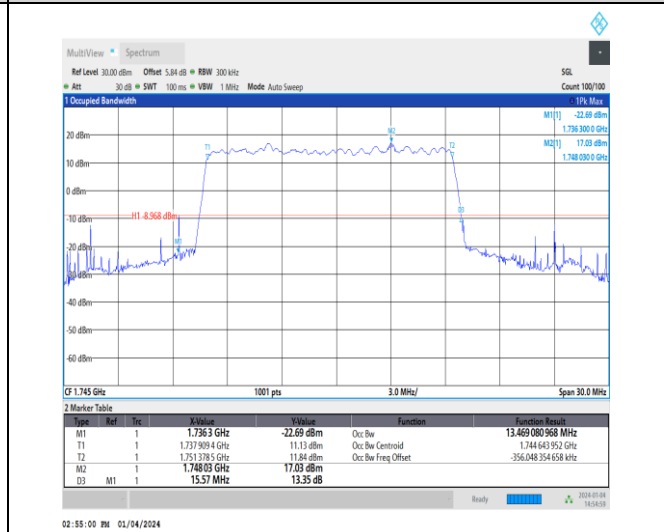 MultiView Spectrum
Ref Level 30.00 dBm Offset 5.84 dB RBW 300 kHz SGL
Att 30 dB SWT 100 ms VBW 1 MHz Mode Auto Sweep Count 100/100
1 Occupied Bandwidth 1Pk Max
M1[1] -22.69 dBm
1.736 300 0 GHz
M2[1] 17.03 dBm
1.748 030 0 GHz
20 dBm
M2
T1
T2
10 dBm
0 dBm
D3
-10 dBm
H1 -8.968 dBm
M1
-20 dBm
-30 dBm
-40 dBm
-50 dBm
-60 dBm
CF 1.745 GHz 1001 pts 3.0 MHz/ Span 30.0 MHz
2 Marker Table
Type Ref Trc X-Value Y-Value Function Function Result
M1 1 1.7363 GHz -22.69 dBm Occ Bw 13.469 080 968 MHz
T1 1 1.737 909 4 GHz 11.13 dBm Occ Bw Centroid 1.744 643 952 GHz
T2 1 1.751 378 5 GHz 11.84 dBm Occ Bw Freq Offset -356.048 354 658 kHz
M2 1 1.74803 GHz 17.03 dBm
D3 M1 1 15.57 MHz 13.35 dB
Ready 2024-01-04
14:54:59
02:55:00 PM 01/04/2024